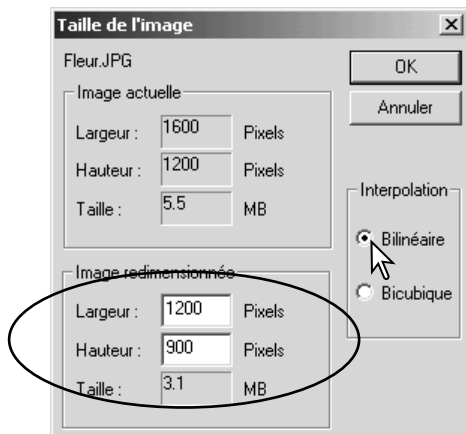 Taille de l'image
Fleur.JPG
OK
Annuler
Image actuelle
Largeur : 1600 Pixels
Hauteur : 1200 Pixels
Taille : 5.5 MB
Interpolation
Bilinéaire
Bicubique
Image redimensionnée
Largeur : 1200 Pixels
Hauteur : 900 Pixels
Taille : 3.1 MB